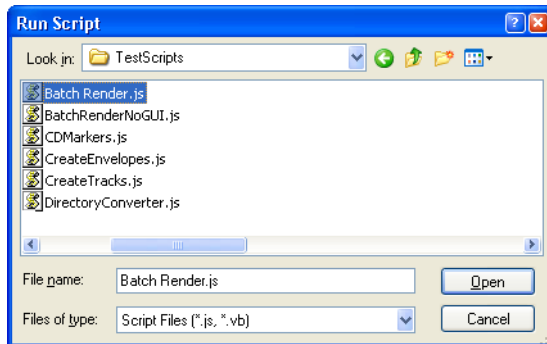 Run Script
Look in: TestScripts
Batch Render.js
BatchRenderNoGUI.js
CDMarkers.js
CreateEnvelopes.js
CreateTracks.js
DirectoryConverter.js
File name: Batch Render.js Open
Files of type: Script Files (*.js, *.vb) Cancel